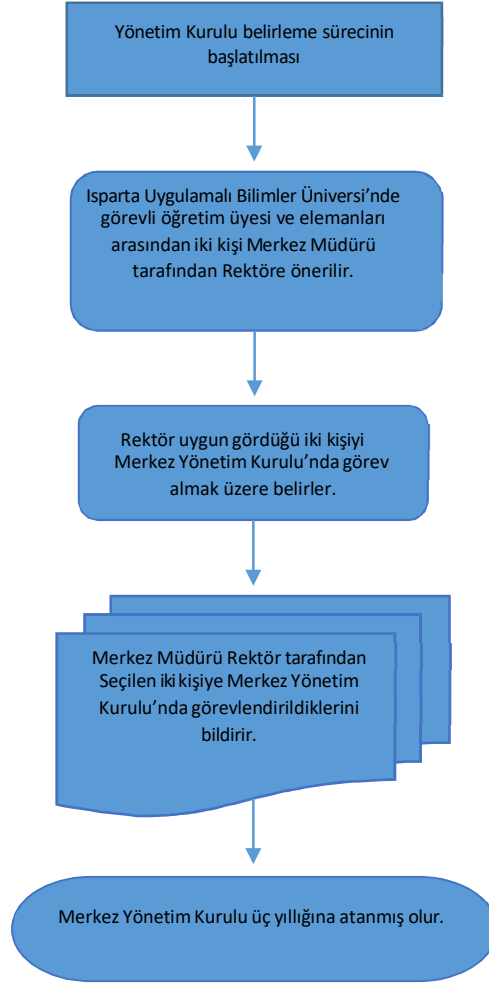 Yönetim Kurulu belirleme sürecinin
başlatılması
Isparta Uygulamalı Bilimler Üniversi’nde
görevli öğretim üyesi ve elemanları
arasından iki kişi Merkez Müdürü
tarafından Rektöre önerilir.
Rektör uygun gördüğü iki kişiyi
Merkez Yönetim Kurulu’nda görev
almak üzere belirler.
Merkez Müdürü Rektör tarafından
Seçilen iki kişiye Merkez Yönetim
Kurulu’nda görevlendirildiklerini
bildirir.
Merkez Yönetim Kurulu üç yıllığına atanmış olur.